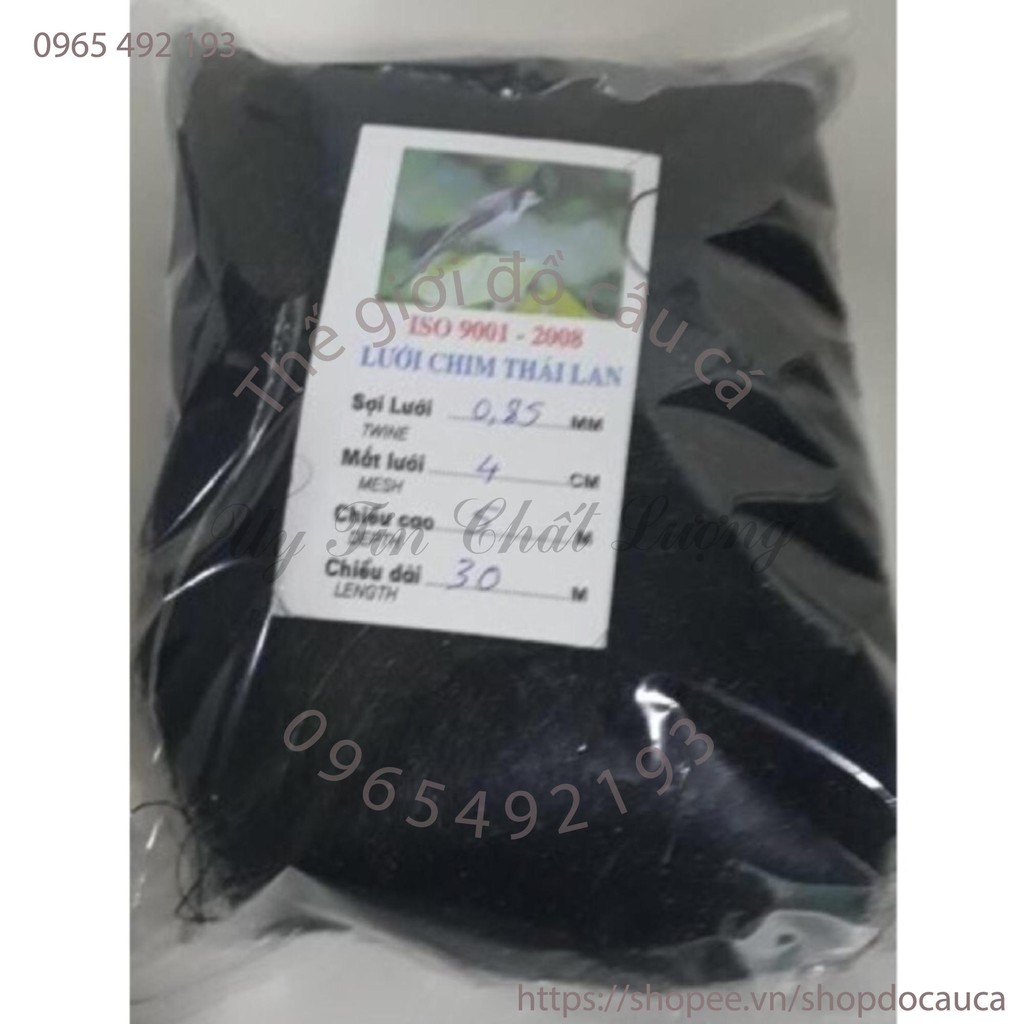 0965 492 193
ISO 9001 - 2008
LƯỚI CHIM THÁI LAN
Thế giới đồ câu cá
Sợi Lưới 0,85 MM
TWINE
Mắt lưới 4 CM
MESH
Uy Tín Chất Lượng
Chiều cao M
DEPTH
Chiều dài 30 M
LENGTH
0965492193
https://shopee.vn/shopdocauca